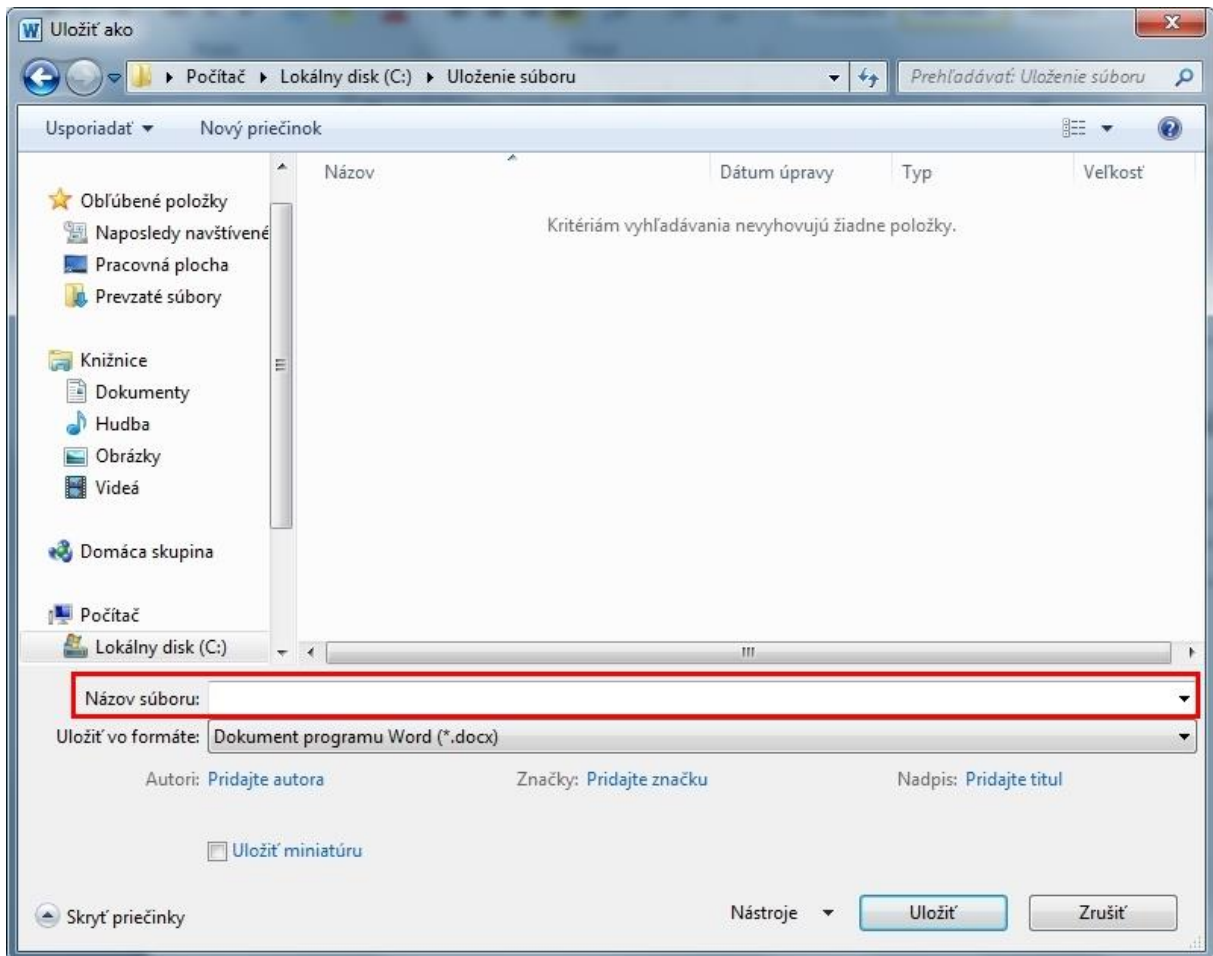 Uložiť ako
Počítač Lokálny disk (C:) Uloženie súboru Prehľadávať: Uloženie súboru
Usporiadať Nový priečinok
Názov Dátum úpravy Typ Veľkosť
Kritériám vyhľadávania nevyhovujú žiadne položky.
Obľúbené položky
Naposledy navštívené
Pracovná plocha
Prevzaté súbory
Knižnice
Dokumenty
Hudba
Obrázky
Videá
Domáca skupina
Počítač
Lokálny disk (C:)
Názov súboru:
Uložiť vo formáte: Dokument programu Word (*.docx)
Autori: Pridajte autora Značky: Pridajte značku Nadpis: Pridajte titul
Uložiť miniatúru
Skryť priečinky Nástroje Uložiť Zrušiť